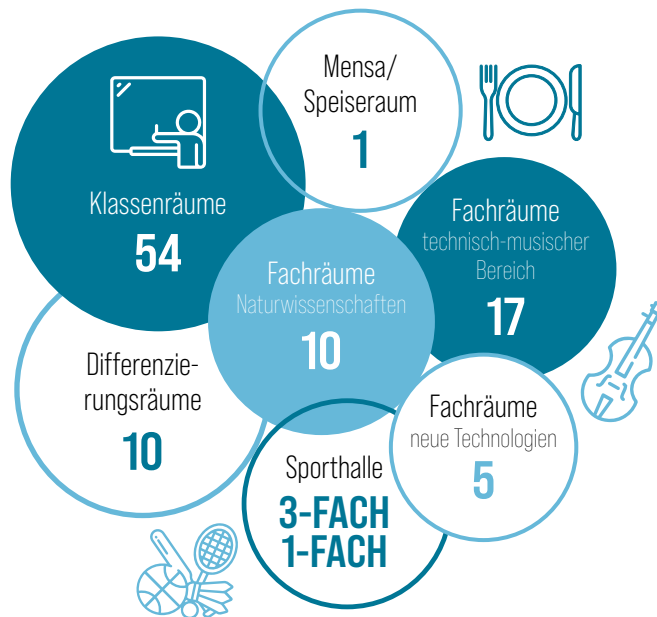 Mensa/
Speiseraum
1
Klassenräume
54
Fachräume
technisch-musischer
Bereich
17
Fachräume
Naturwissenschaften
10
Differenzie-
rungsräume
10
Fachräume
neue Technologien
5
Sporthalle
3-FACH
1-FACH